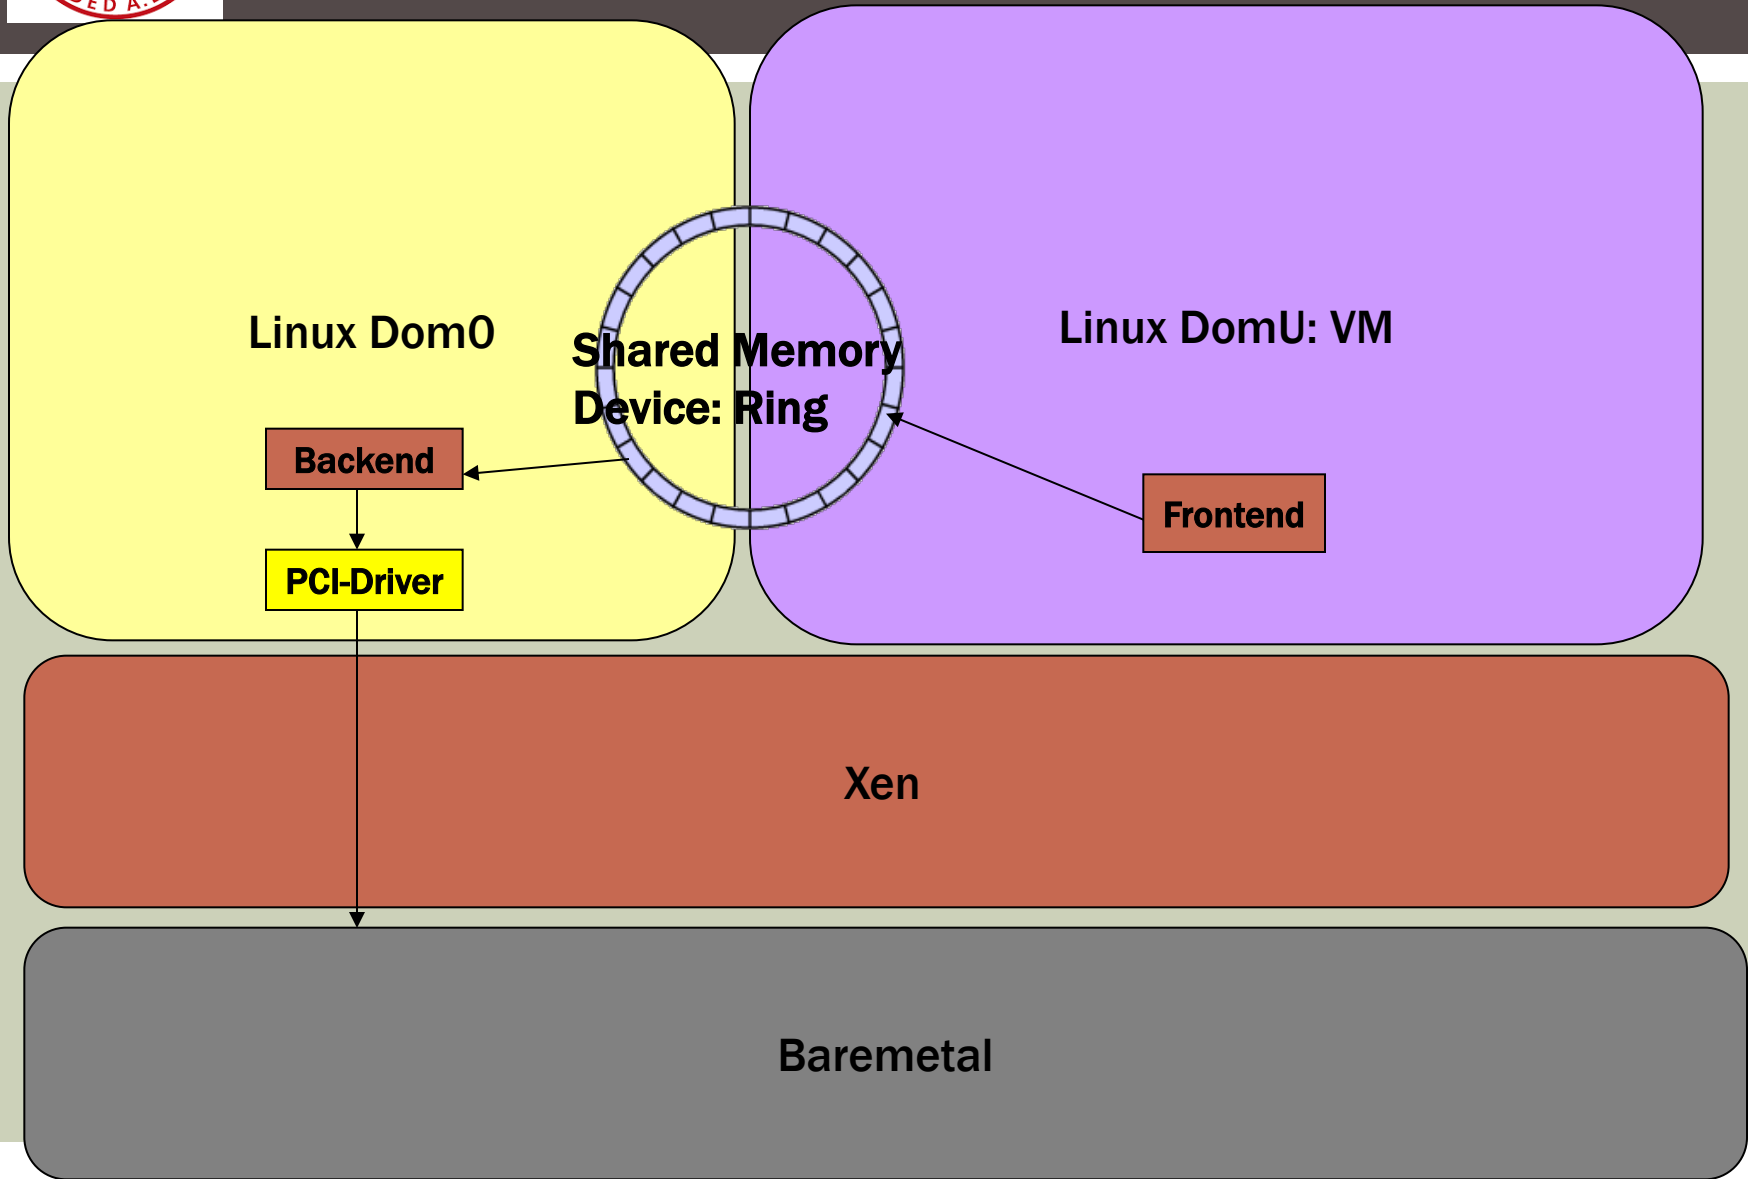 Linux Dom0
Linux DomU: VM
Shared Memory
Device: Ring
Backend
Frontend
PCI-Driver
Xen
Baremetal